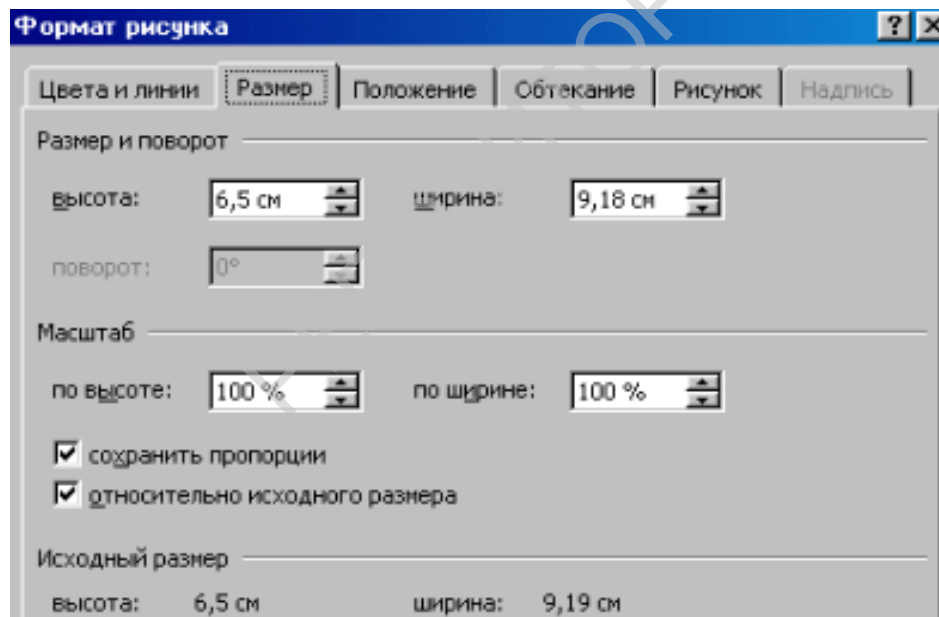 Формат рисунка ? ×
Цвета и линии Размер Положение Обтекание Рисунок Надпись
Размер и поворот
высота: 6,5 см ширина: 9,18 см
поворот: 0°
Масштаб
по высоте: 100 % по ширине: 100 %
сохранить пропорции
относительно исходного размера
Исходный размер
высота: 6,5 см ширина: 9,19 см